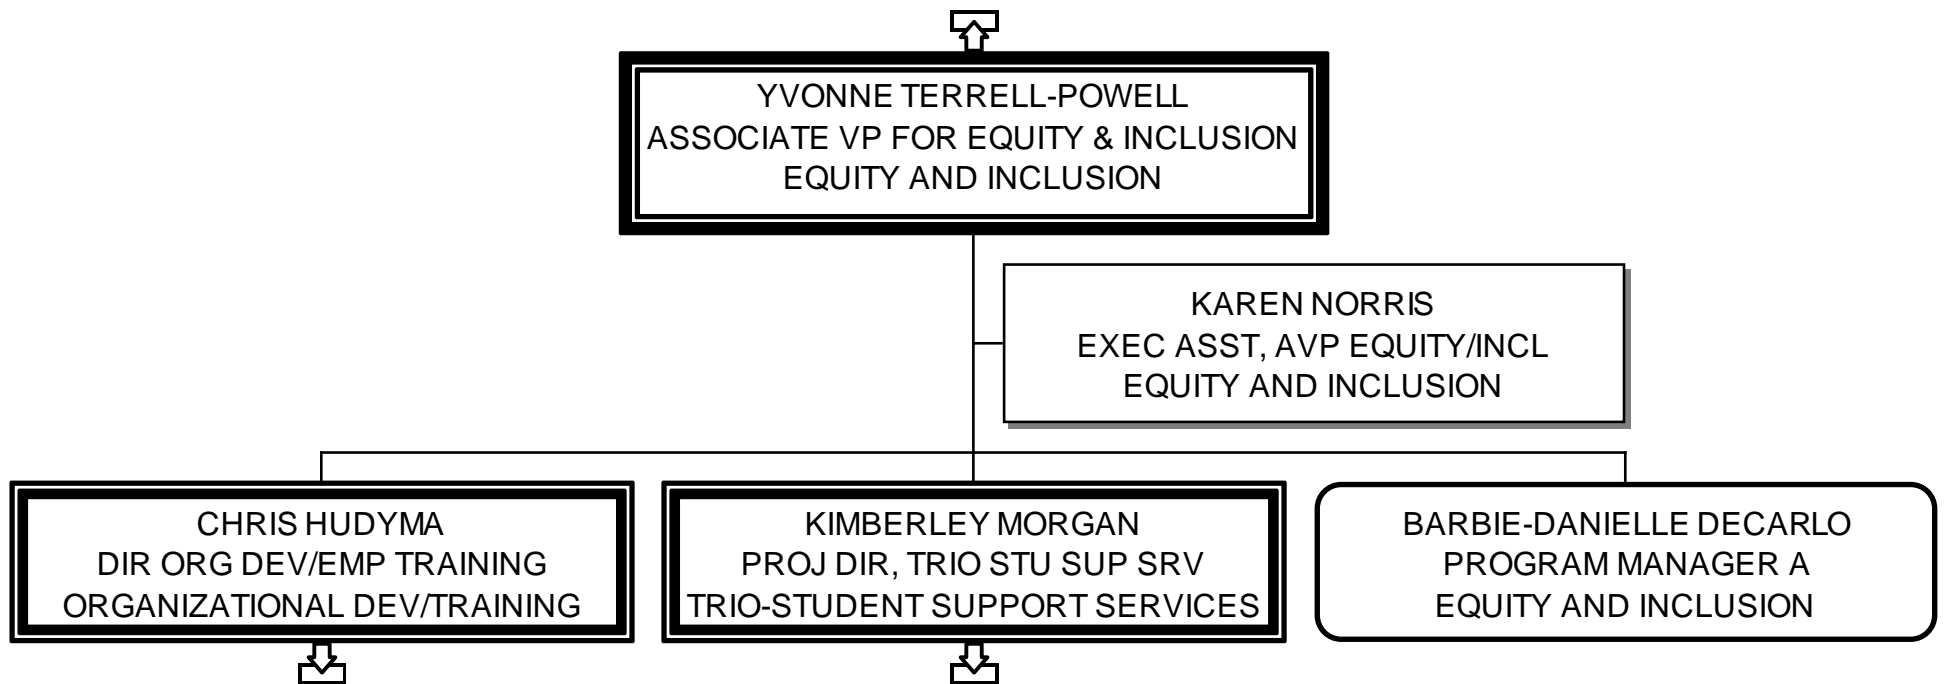 YVONNE TERRELL-POWELL
ASSOCIATE VP FOR EQUITY & INCLUSION
EQUITY AND INCLUSION
KAREN NORRIS
EXEC ASST, AVP EQUITY/INCL
EQUITY AND INCLUSION
CHRIS HUDYMA
DIR ORG DEV/EMP TRAINING
ORGANIZATIONAL DEV/TRAINING
KIMBERLEY MORGAN
PROJ DIR, TRIO STU SUP SRV
TRIO-STUDENT SUPPORT SERVICES
BARBIE-DANIELLE DECARLO
PROGRAM MANAGER A
EQUITY AND INCLUSION